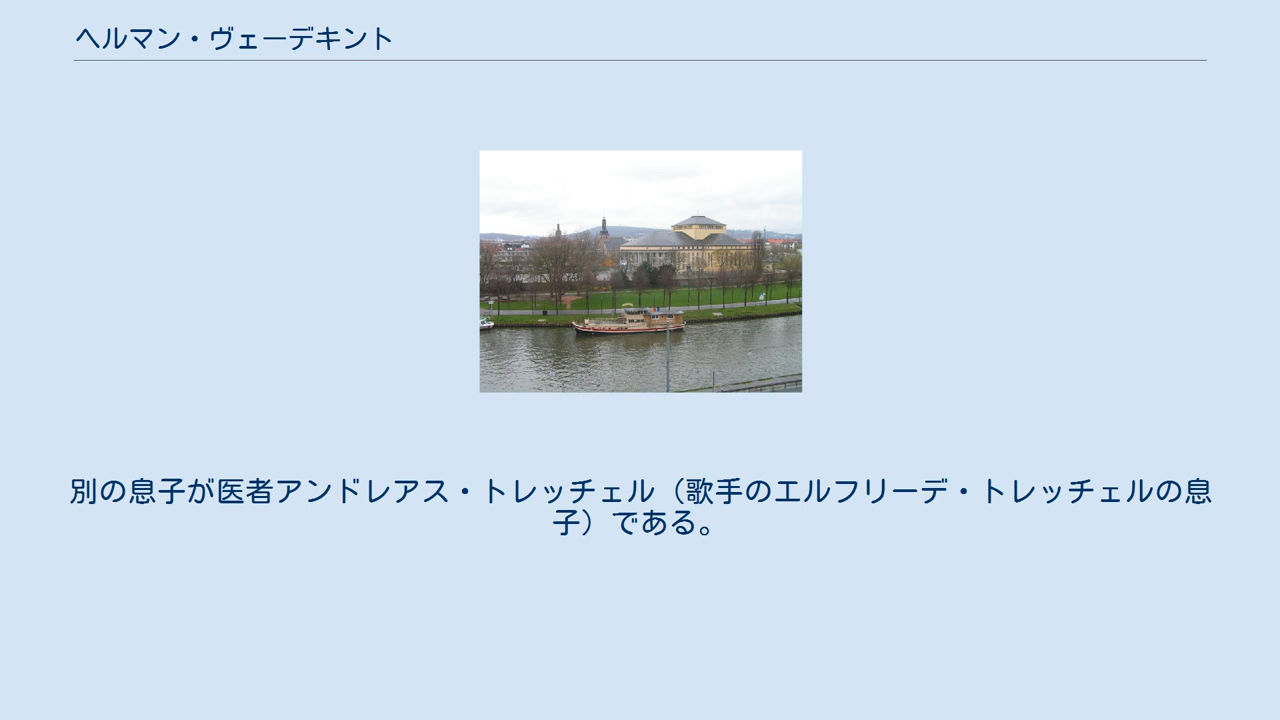 ヘルマン・ヴェーデキント
別の息子が医者アンドレアス・トレッチェル（歌手のエルフリーデ・トレッチェルの息
子）である。